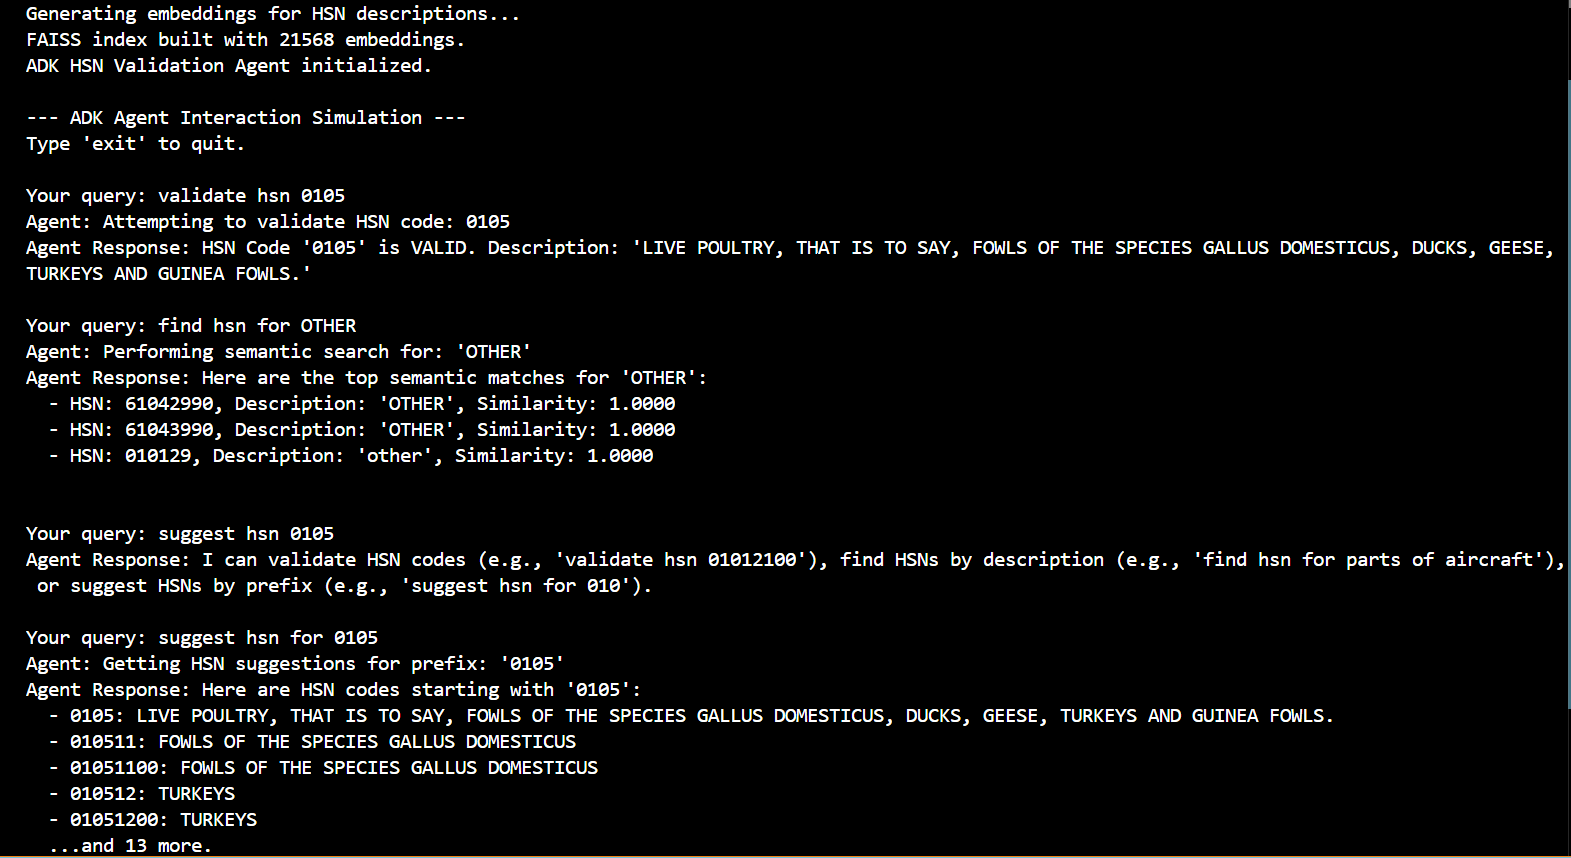 Generating embeddings for HSN descriptions...
FAISS index built with 21568 embeddings.
ADK HSN Validation Agent initialized.
--- ADK Agent Interaction Simulation ---
Type 'exit' to quit.
Your query: validate hsn 0105
Agent: Attempting to validate HSN code: 0105
Agent Response: HSN Code '0105' is VALID. Description: 'LIVE POULTRY, THAT IS TO SAY, FOWLS OF THE SPECIES GALLUS DOMESTICUS, DUCKS, GEESE,
TURKEYS AND GUINEA FOWLS.'
Your query: find hsn for OTHER
Agent: Performing semantic search for: 'OTHER'
Agent Response: Here are the top semantic matches for 'OTHER':
- HSN: 61042990, Description: 'OTHER', Similarity: 1.0000
- HSN: 61043990, Description: 'OTHER', Similarity: 1.0000
- HSN: 010129, Description: 'other', Similarity: 1.0000
Your query: suggest hsn 0105
Agent Response: I can validate HSN codes (e.g., 'validate hsn 01012100'), find HSNs by description (e.g., 'find hsn for parts of aircraft'),
or suggest HSNs by prefix (e.g., 'suggest hsn for 010').
Your query: suggest hsn for 0105
Agent: Getting HSN suggestions for prefix: '0105'
Agent Response: Here are HSN codes starting with '0105':
- 0105: LIVE POULTRY, THAT IS TO SAY, FOWLS OF THE SPECIES GALLUS DOMESTICUS, DUCKS, GEESE, TURKEYS AND GUINEA FOWLS.
- 010511: FOWLS OF THE SPECIES GALLUS DOMESTICUS
- 01051100: FOWLS OF THE SPECIES GALLUS DOMESTICUS
- 010512: TURKEYS
- 01051200: TURKEYS
...and 13 more.